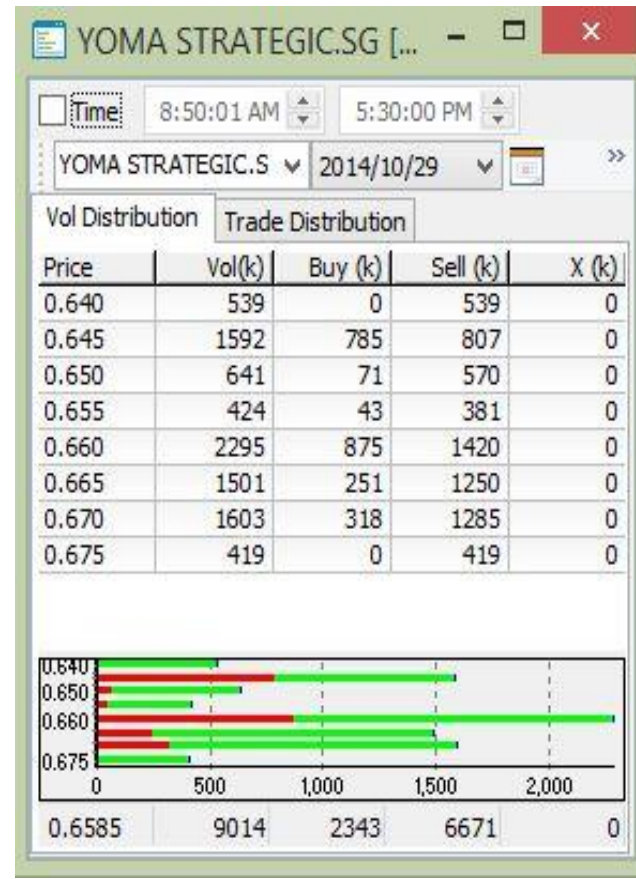 YOMA STRATEGIC.SG [...
Time 8:50:01 AM 5:30:00 PM
YOMA STRATEGIC.S 2014/10/29 »
Vol Distribution Trade Distribution
Price Vol(k) Buy (k) Sell (k) X (k)
0.640 539 0 539 0
0.645 1592 785 807 0
0.650 641 71 570 0
0.655 424 43 381 0
0.660 2295 875 1420 0
0.665 1501 251 1250 0
0.670 1603 318 1285 0
0.675 419 0 419 0
0.640
0.650
0.660
0.675
0 500 1,000 1,500 2,000
0.6585 9014 2343 6671 0